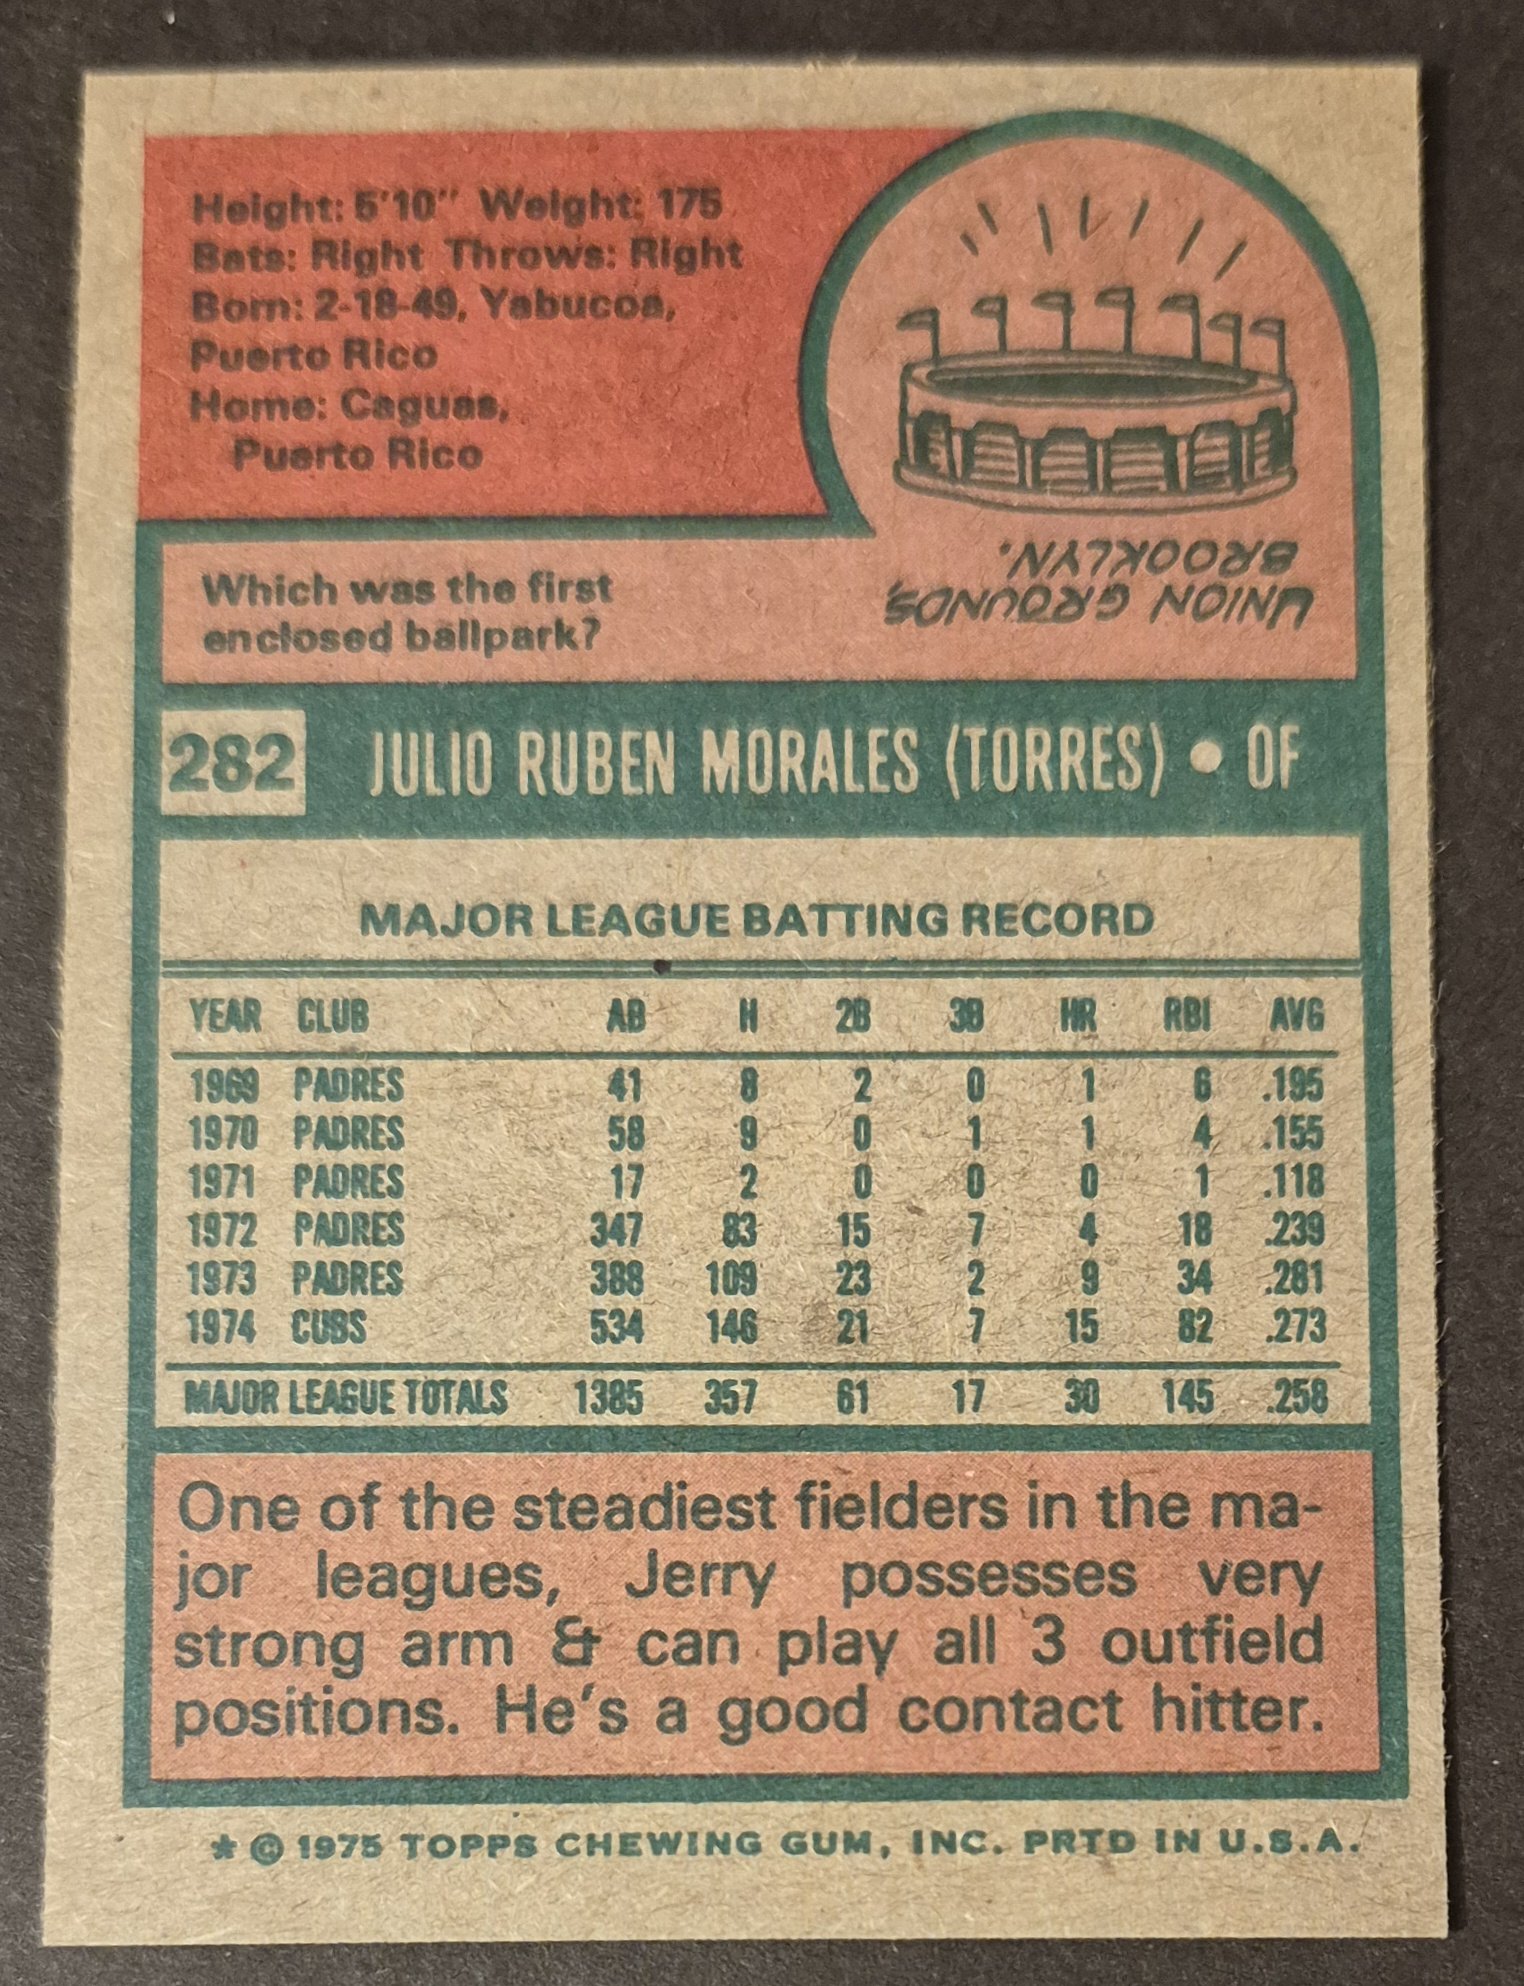 Height: 5'10" Weight: 175
Bats: Right Throws: Right
Born: 2-18-49, Yabucoa,
Puerto Rico
Home: Caguas,
Puerto Rico
Which was the first
enclosed ballpark?
UNION GROUNDS,
BROOKLYN.
282 JULIO RUBEN MORALES (TORRES) • OF
MAJOR LEAGUE BATTING RECORD
YEAR CLUB AB H 2B 3B HR RBI AVG
1969 PADRES 41 8 2 0 1 6 .195
1970 PADRES 58 9 0 1 1 4 .155
1971 PADRES 17 2 0 0 0 1 .118
1972 PADRES 347 83 15 7 4 18 .239
1973 PADRES 388 109 23 2 9 34 .281
1974 CUBS 534 146 21 7 15 82 .273
MAJOR LEAGUE TOTALS 1385 357 61 17 30 145 .258
One of the steadiest fielders in the ma-
jor leagues, Jerry possesses very
strong arm & can play all 3 outfield
positions. He's a good contact hitter.
* © 1975 TOPPS CHEWING GUM, INC. PRTD IN U.S.A.